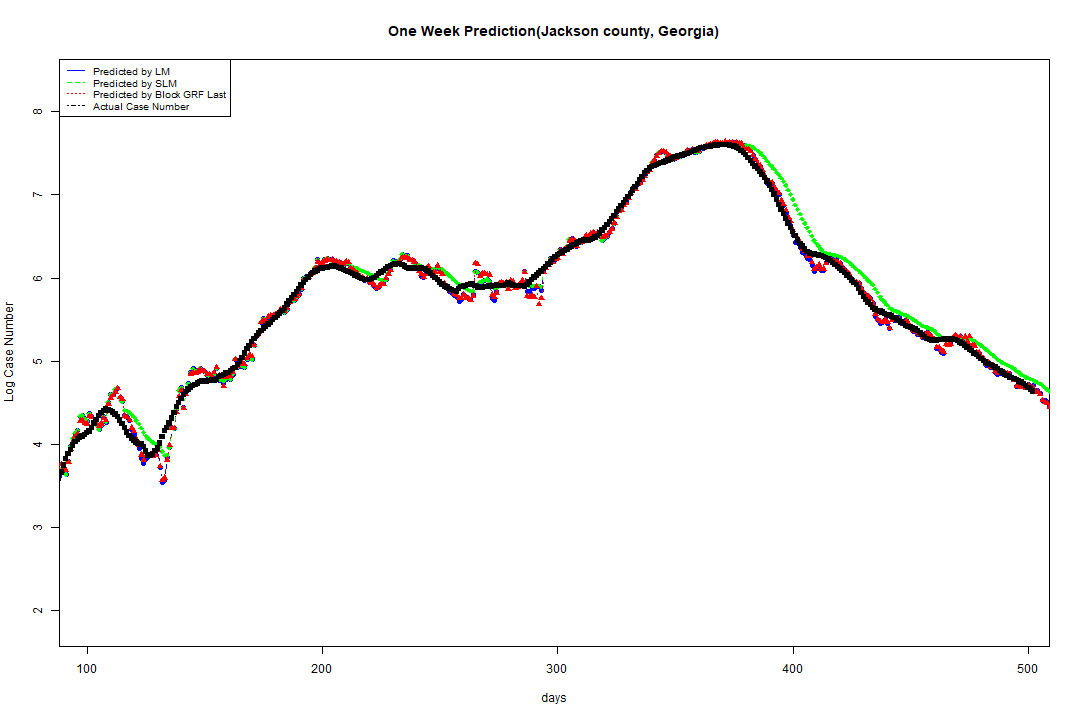 One Week Prediction(Jackson county, Georgia)
Predicted by LM
Predicted by SLM
Predicted by Block GRF Last
Actual Case Number
8
7
6
5
4
3
2
Log Case Number
100 200 300 400 500
days